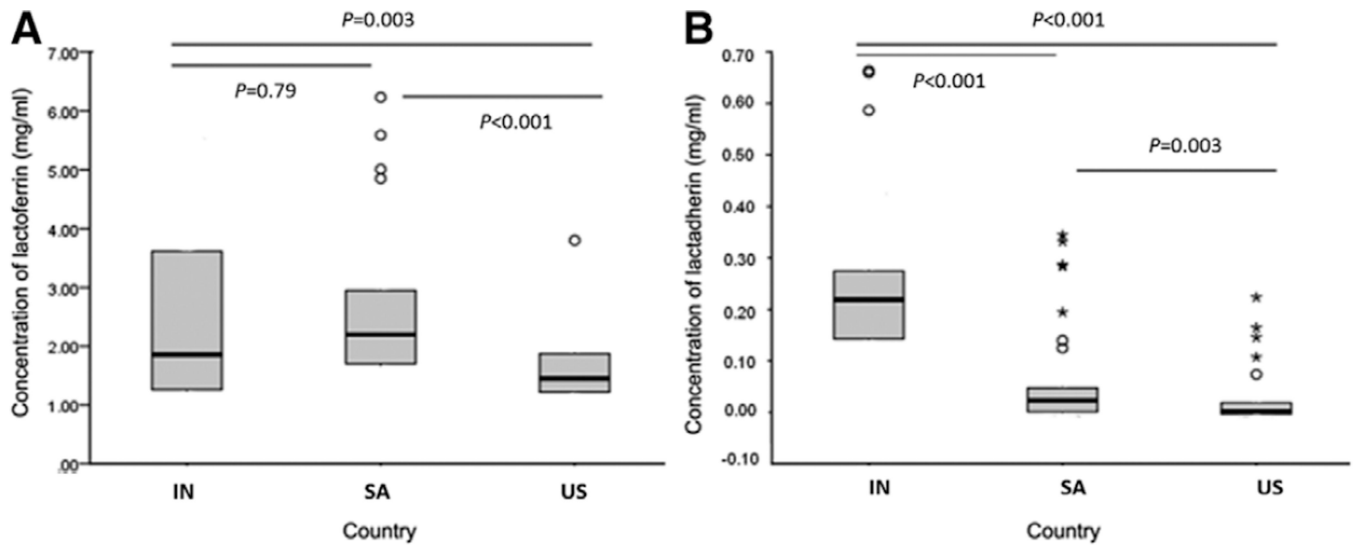 A
P=0.003
P=0.79
P<0.001
Concentration of lactoferrin (mg/ml)
7.00
6.00
5.00
4.00
3.00
2.00
1.00
.00
IN SA US
Country
B
P<0.001
P<0.001
P=0.003
Concentration of lactadherin (mg/ml)
0.70
0.60
0.50
0.40
0.30
0.20
0.10
0.00
-0.10
IN SA US
Country